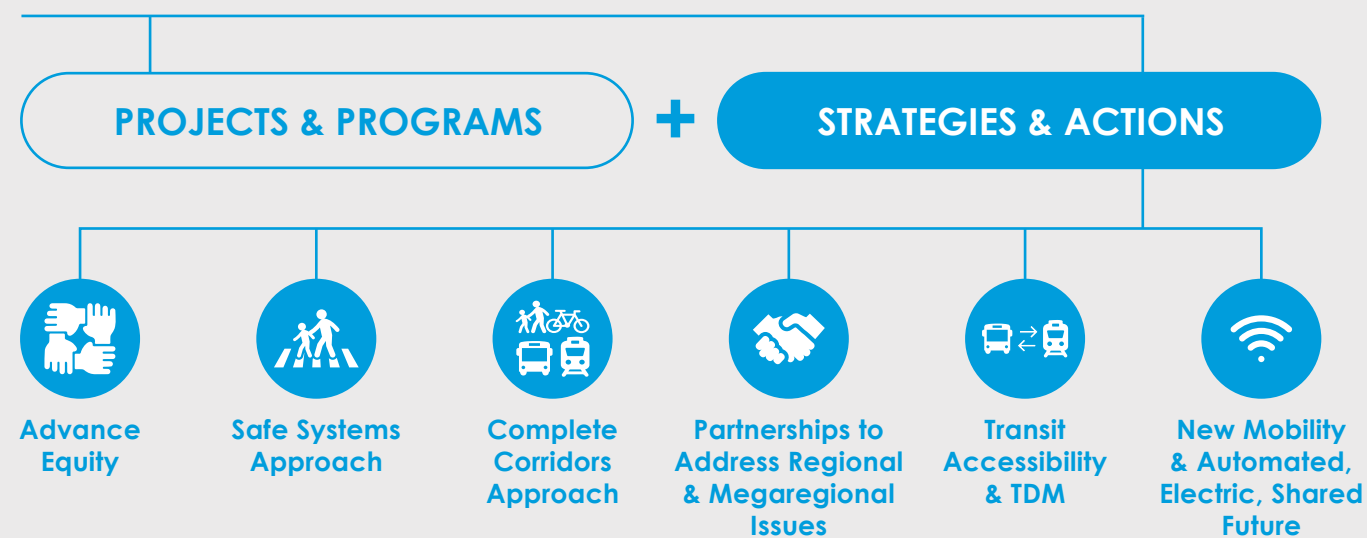 PROJECTS & PROGRAMS
+
STRATEGIES & ACTIONS
Advance
Equity
Safe Systems
Approach
Complete
Corridors
Approach
Partnerships to
Address Regional
& Megaregional
Issues
Transit
Accessibility
& TDM
New Mobility
& Automated,
Electric, Shared
Future